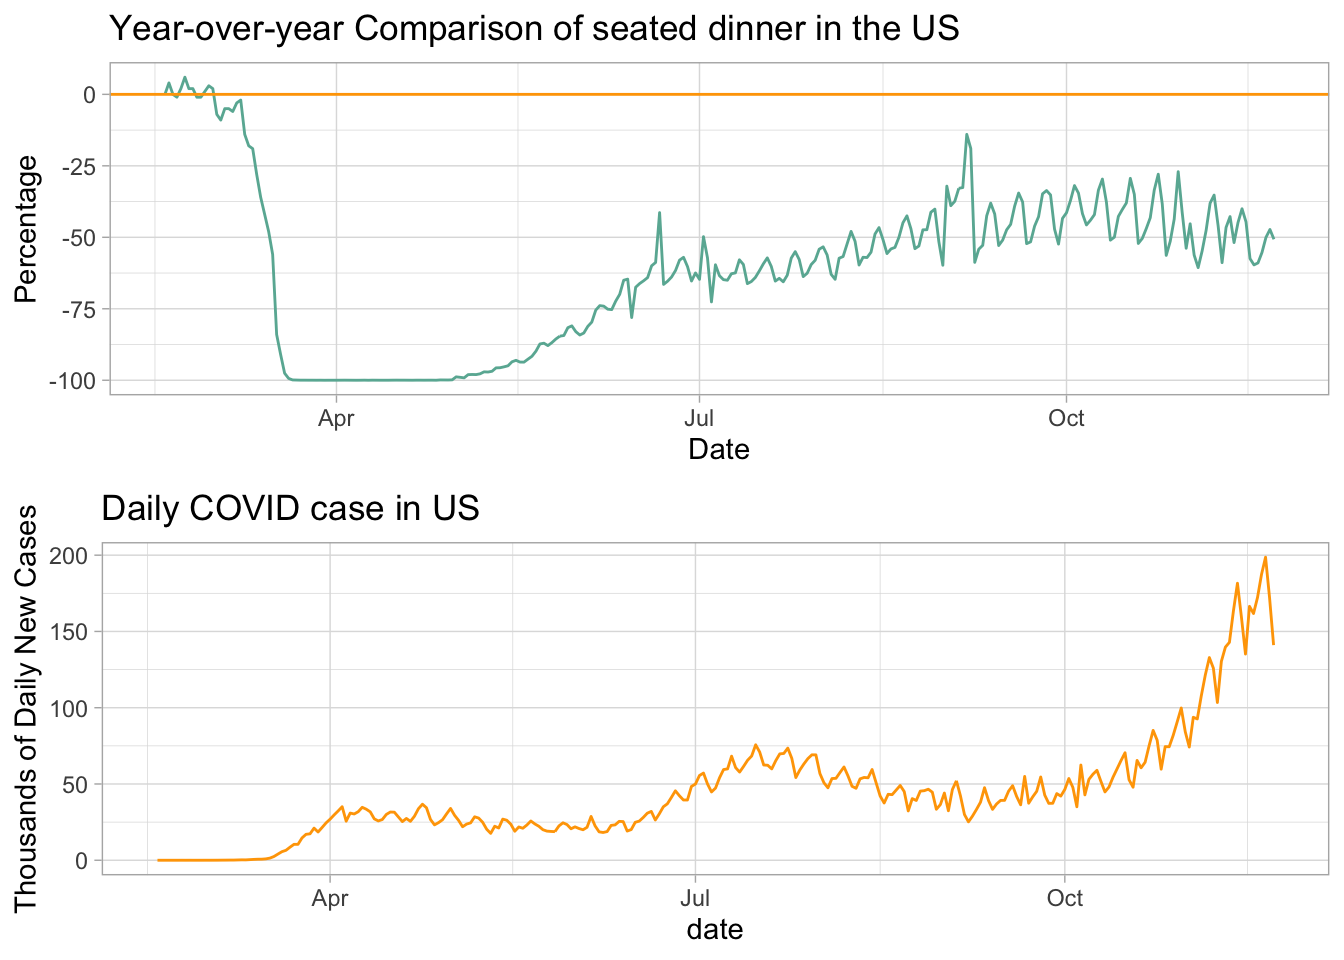 Year-over-year Comparison of seated dinner in the US
Percentage
0
-25
-50
-75
-100
Apr
Jul
Oct
Date
Daily COVID case in US
Thousands of Daily New Cases
200
150
100
50
0
Apr
Jul
Oct
date